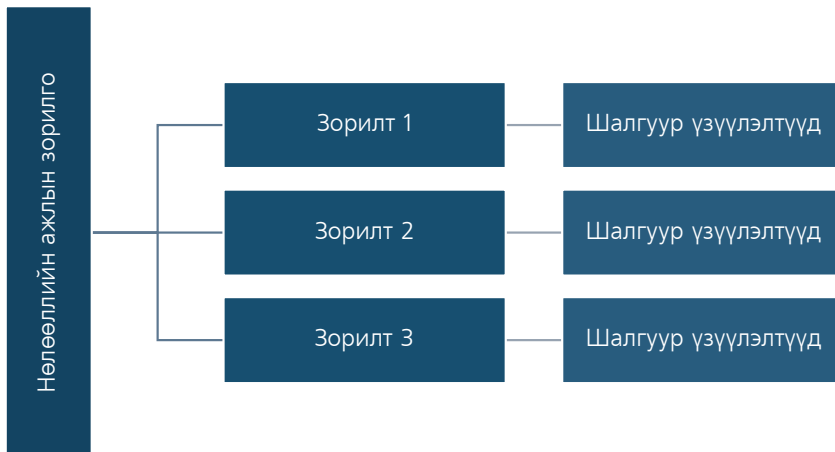 Нөлөөллийн ажлын зорилго
Зорилт 1
Шалгуур үзүүлэлтүүд
Зорилт 2
Шалгуур үзүүлэлтүүд
Зорилт 3
Шалгуур үзүүлэлтүүд